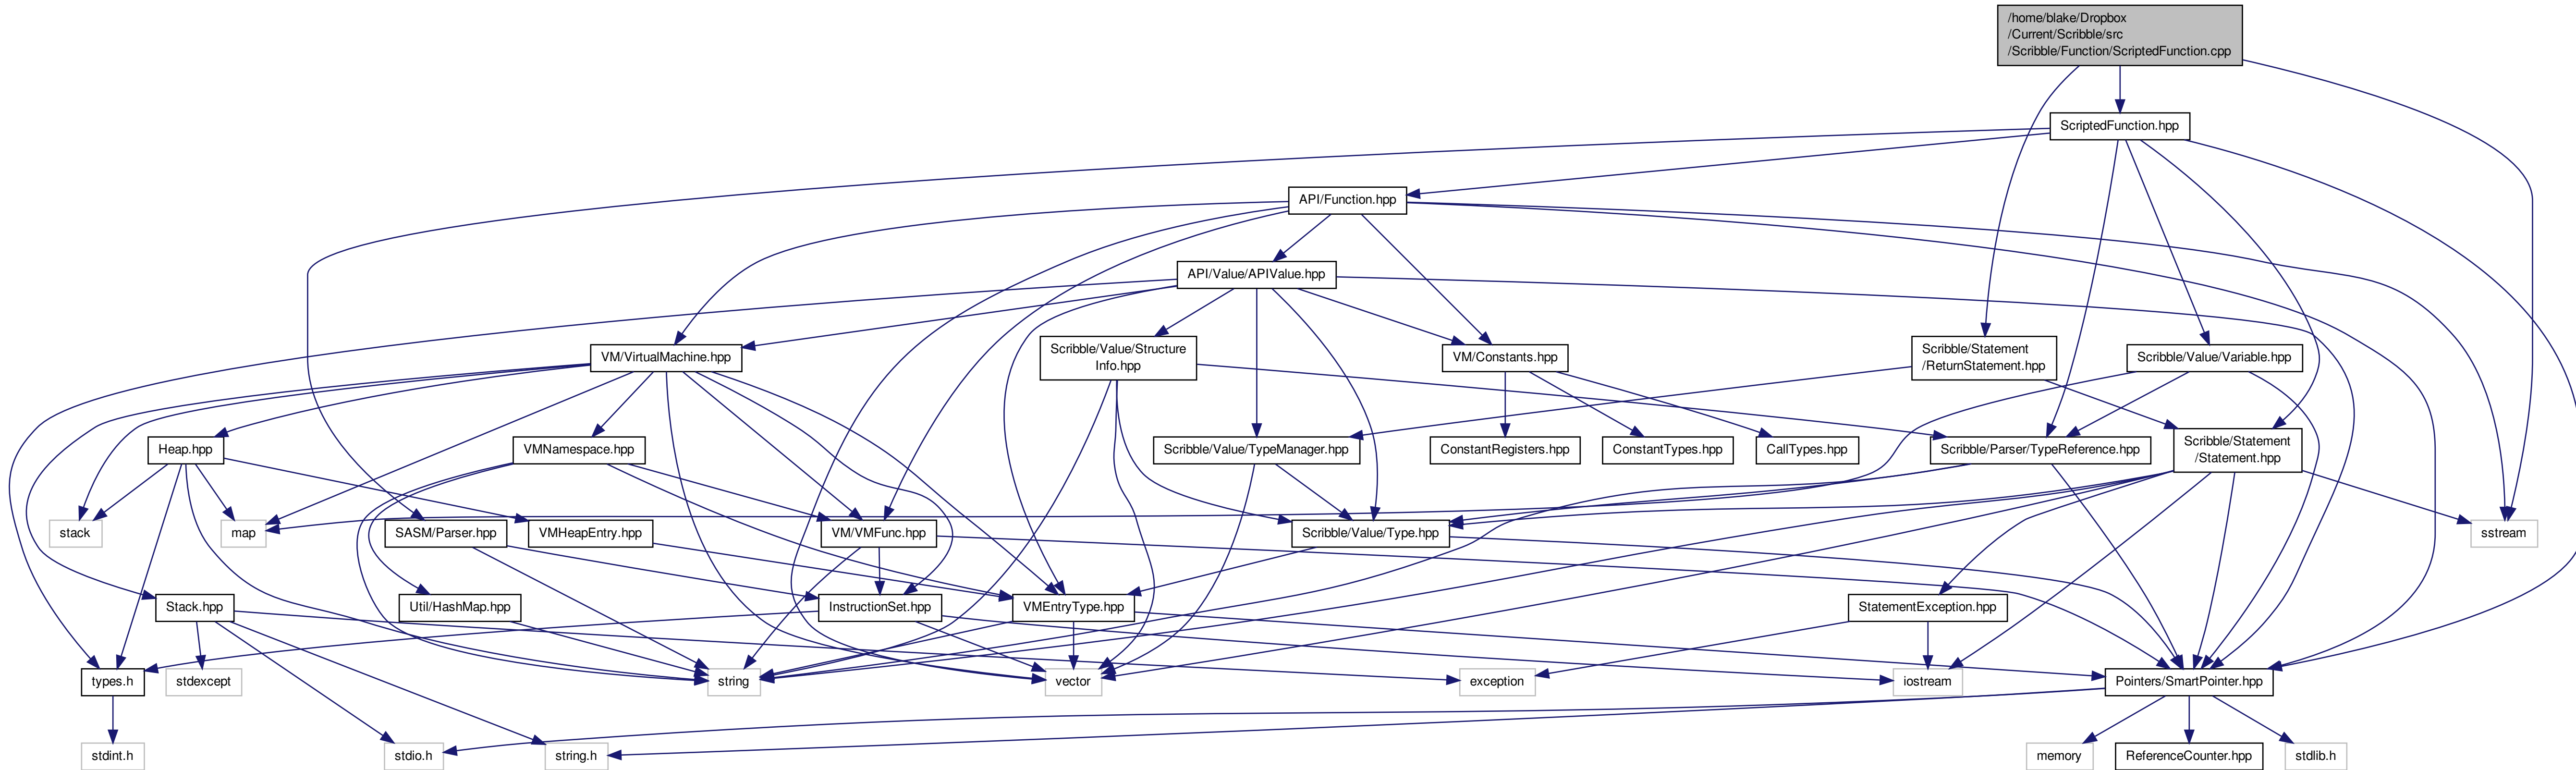 /home/blake/Dropbox
/Current/Scribble/src
/Scribble/Function/ScriptedFunction.cpp
ScriptedFunction.hpp
API/Function.hpp
API/Value/APIValue.hpp
VM/VirtualMachine.hpp
Scribble/Value/Structure
Info.hpp
VM/Constants.hpp
Scribble/Statement
/ReturnStatement.hpp
Scribble/Value/Variable.hpp
Heap.hpp
VMNamespace.hpp
Scribble/Value/TypeManager.hpp
ConstantRegisters.hpp
ConstantTypes.hpp
CallTypes.hpp
Scribble/Parser/TypeReference.hpp
Scribble/Statement
/Statement.hpp
stack
map
SASM/Parser.hpp
VMHeapEntry.hpp
VM/VMFunc.hpp
Scribble/Value/Type.hpp
sstream
Stack.hpp
Util/HashMap.hpp
InstructionSet.hpp
VMEntryType.hpp
StatementException.hpp
types.h
stdexcept
string
vector
exception
iostream
Pointers/SmartPointer.hpp
stdint.h
stdio.h
string.h
memory
ReferenceCounter.hpp
stdlib.h